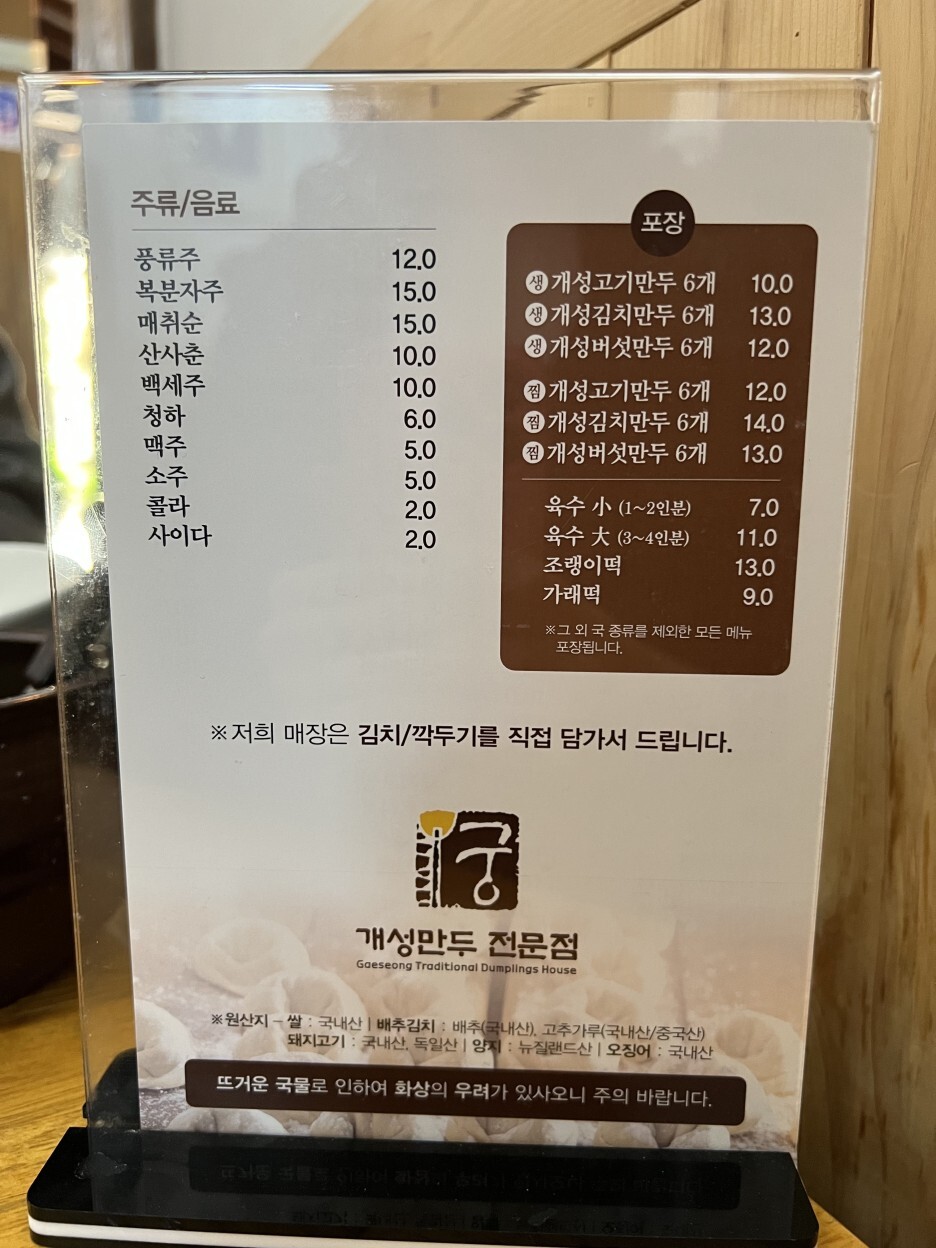 주류/음료
풍류주 12.0
복분자주 15.0
매취순 15.0
산사춘 10.0
백세주 10.0
청하 6.0
맥주 5.0
소주 5.0
콜라 2.0
사이다 2.0
포장
생 개성고기만두 6개 10.0
생 개성김치만두 6개 13.0
생 개성버섯만두 6개 12.0
찜 개성고기만두 6개 12.0
찜 개성김치만두 6개 14.0
찜 개성버섯만두 6개 13.0
육수 小 (1~2인분) 7.0
육수 大 (3~4인분) 11.0
조랭이떡 13.0
가래떡 9.0
※그 외 국 종류를 제외한 모든 메뉴
포장됩니다.
※저희 매장은 김치/깍두기를 직접 담가서 드립니다.
궁
개성만두 전문점
Gaeseong Traditional Dumplings House
※원산지 – 쌀 : 국내산 | 배추김치 : 배추(국내산), 고추가루(국내산/중국산)
돼지고기 : 국내산, 독일산 | 양지 : 뉴질랜드산 | 오징어 : 국내산
뜨거운 국물로 인하여 화상의 우려가 있사오니 주의 바랍니다.